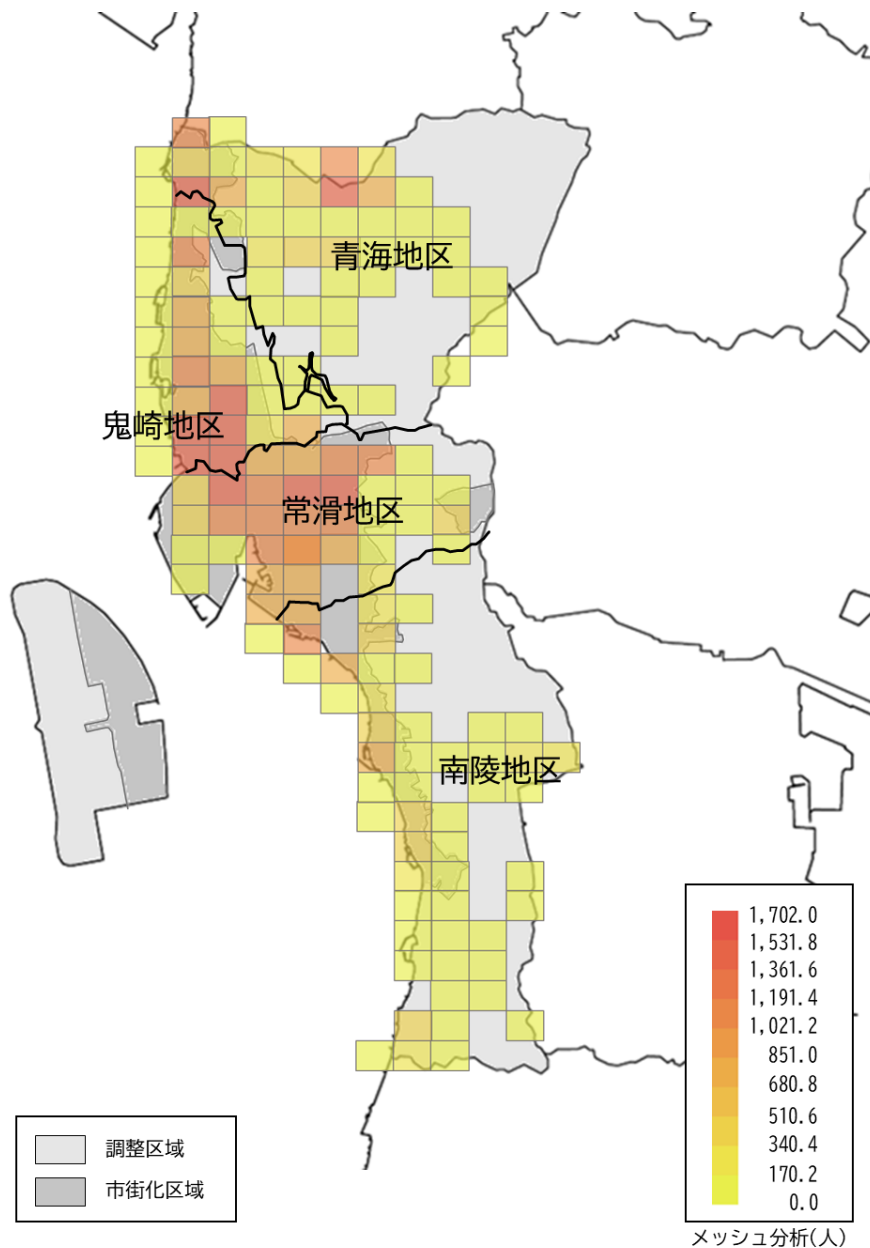 青海地区
鬼崎地区
常滑地区
南陵地区
1,702.0
1,531.8
1,361.6
1,191.4
1,021.2
851.0
680.8
510.6
340.4
170.2
0.0
メッシュ分析(人)
調整区域
市街化区域